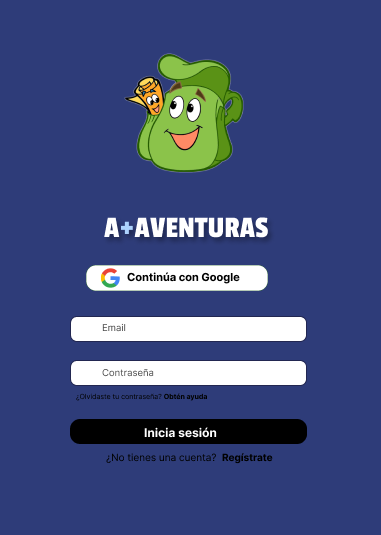 A+AVENTURAS
Continúa con Google
Email
Contraseña
¿Olvidaste tu contraseña? Obtén ayuda
Inicia sesión
¿No tienes una cuenta? Regístrate